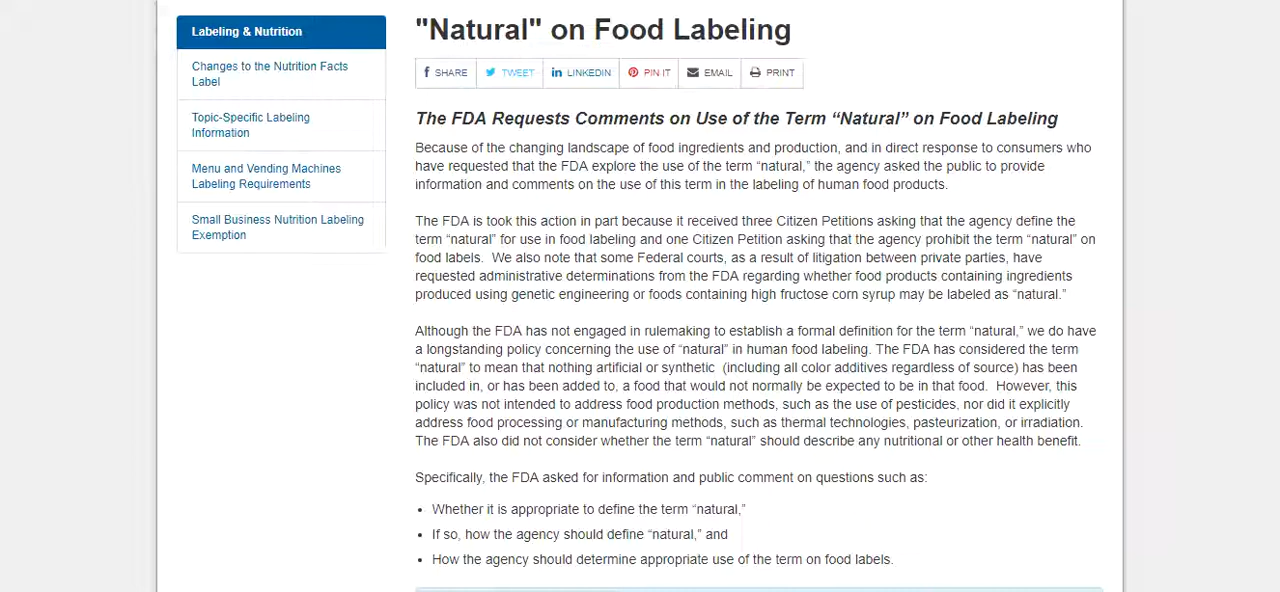 Labeling & Nutrition
Changes to the Nutrition Facts
Label
Topic-Specific Labeling
Information
Menu and Vending Machines
Labeling Requirements
Small Business Nutrition Labeling
Exemption
"Natural" on Food Labeling
SHARE TWEET LINKEDIN PIN IT EMAIL PRINT
The FDA Requests Comments on Use of the Term “Natural” on Food Labeling
Because of the changing landscape of food ingredients and production, and in direct response to consumers who
have requested that the FDA explore the use of the term “natural,” the agency asked the public to provide
information and comments on the use of this term in the labeling of human food products.
The FDA is took this action in part because it received three Citizen Petitions asking that the agency define the
term “natural” for use in food labeling and one Citizen Petition asking that the agency prohibit the term “natural” on
food labels.  We also note that some Federal courts, as a result of litigation between private parties, have
requested administrative determinations from the FDA regarding whether food products containing ingredients
produced using genetic engineering or foods containing high fructose corn syrup may be labeled as “natural.”
Although the FDA has not engaged in rulemaking to establish a formal definition for the term “natural,” we do have
a longstanding policy concerning the use of “natural” in human food labeling. The FDA has considered the term
“natural” to mean that nothing artificial or synthetic  (including all color additives regardless of source) has been
included in, or has been added to, a food that would not normally be expected to be in that food.  However, this
policy was not intended to address food production methods, such as the use of pesticides, nor did it explicitly
address food processing or manufacturing methods, such as thermal technologies, pasteurization, or irradiation.
The FDA also did not consider whether the term “natural” should describe any nutritional or other health benefit.
Specifically, the FDA asked for information and public comment on questions such as:
• Whether it is appropriate to define the term “natural,”
• If so, how the agency should define “natural,” and
• How the agency should determine appropriate use of the term on food labels.